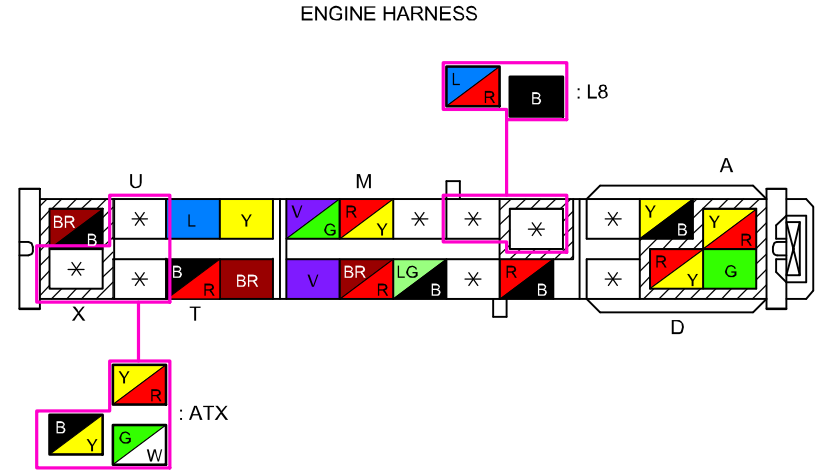 ENGINE HARNESS
L R B : L8
U M A
BR B * L Y V G R Y * * * * Y B Y R
* * B R BR V BR R LG B * R B * R Y G
X T D
Y R
: ATX
B Y G W